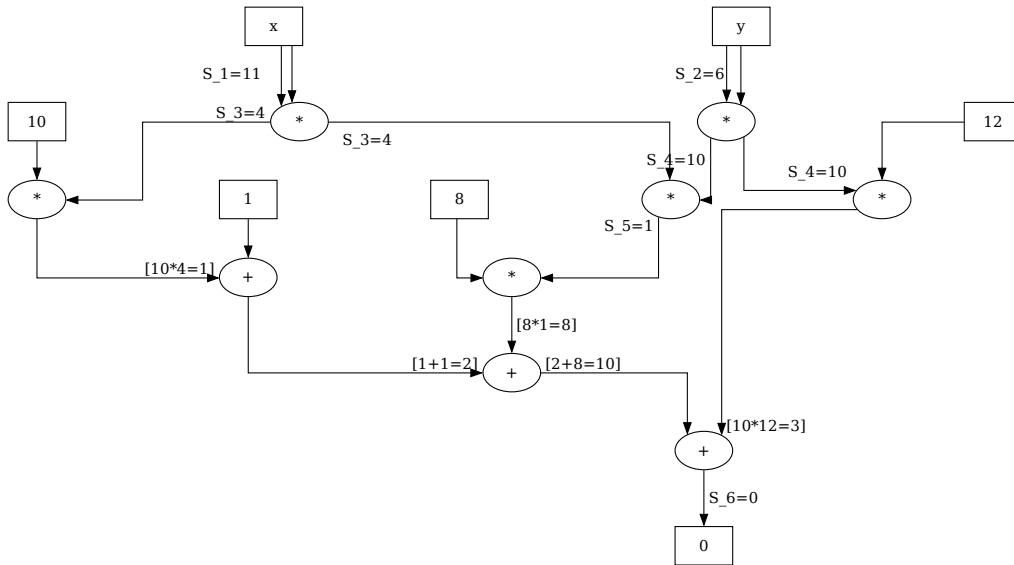 x
y
S_1=11
S_2=6
10
S_3=4
*
S_3=4
*
12
S_4=10
S_4=10
*
1
8
*
*
S_5=1
[10*4=1]
+
*
[8*1=8]
[1+1=2]
+
[2+8=10]
[10*12=3]
+
S_6=0
0